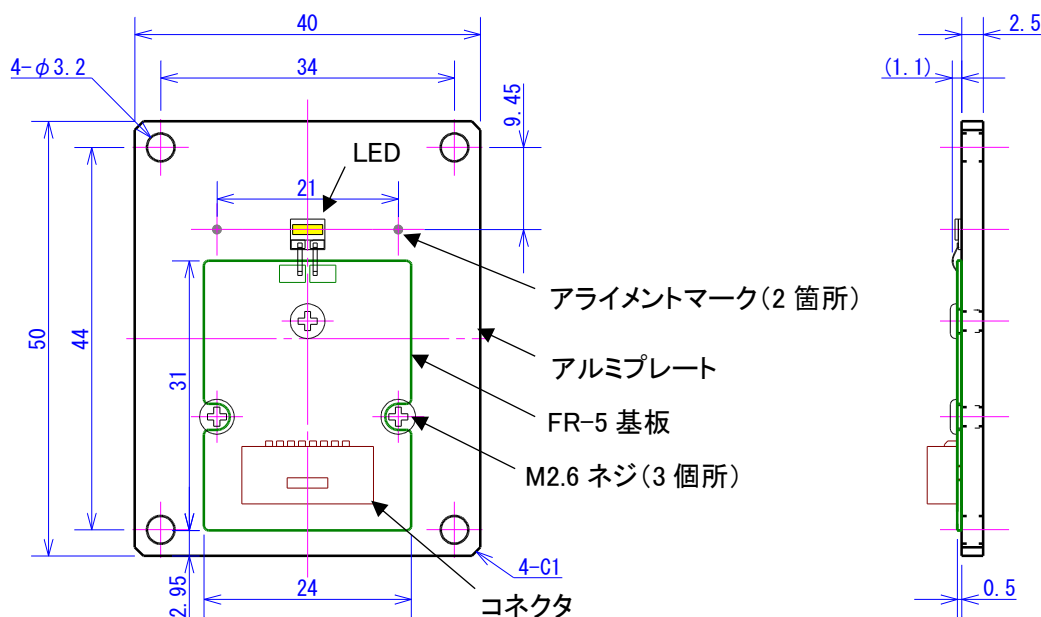 40
2.5
4-φ3.2
34
(1.1)
9.45
LED
21
アライメントマーク（2 箇所）
50
44
アルミプレート
31
FR-5 基板
M2.6 ネジ（3 個所）
4-C1
2.95
24
0.5
コネクタ